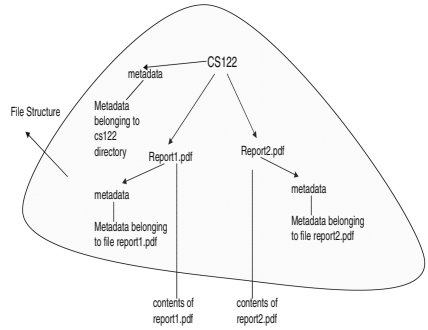 CS122
metadata
File Structure
Metadata
belonging to
cs122
directory
Report1.pdf
Report2.pdf
metadata
metadata
Metadata belonging
to file report1.pdf
Metadata belonging
to file report2.pdf
contents of
report1.pdf
contents of
report2.pdf